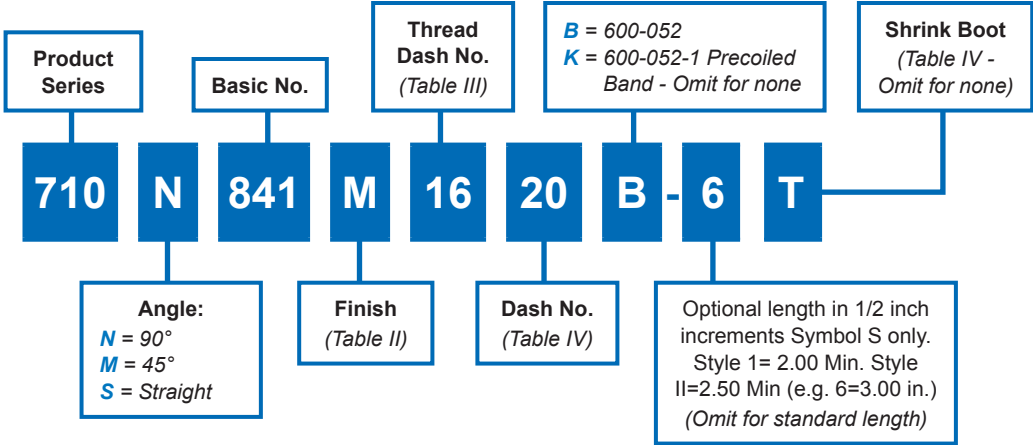 Product
Series
Basic No.
Thread
Dash No.
(Table III)
B = 600-052
K = 600-052-1 Precoiled
Band - Omit for none
Shrink Boot
(Table IV -
Omit for none)
710 N 841 M 16 20 B - 6 T
Angle:
N = 90°
M = 45°
S = Straight
Finish
(Table II)
Dash No.
(Table IV)
Optional length in 1/2 inch
increments Symbol S only.
Style 1= 2.00 Min. Style
II=2.50 Min (e.g. 6=3.00 in.)
(Omit for standard length)